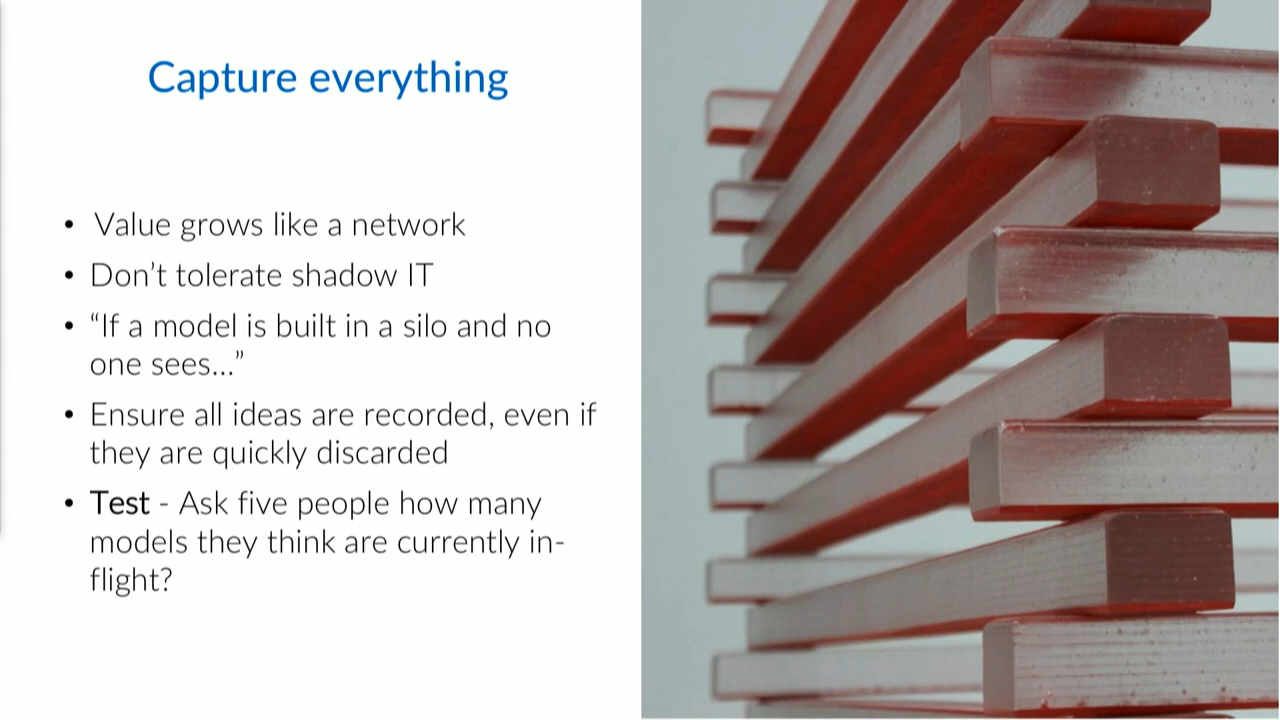 Capture everything
• Value grows like a network
• Don’t tolerate shadow IT
• “If a model is built in a silo and no
one sees…”
• Ensure all ideas are recorded, even if
they are quickly discarded
• Test - Ask five people how many
models they think are currently in-
flight?